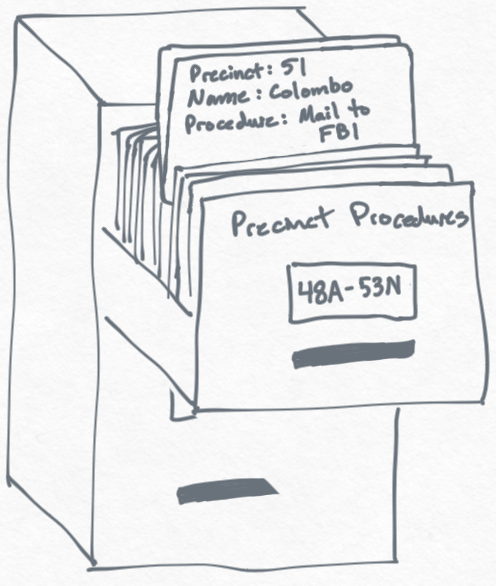 Precinct: 51
Name: Colombo
Procedure: Mail to
FBI
Precinct Procedures
48A-53N